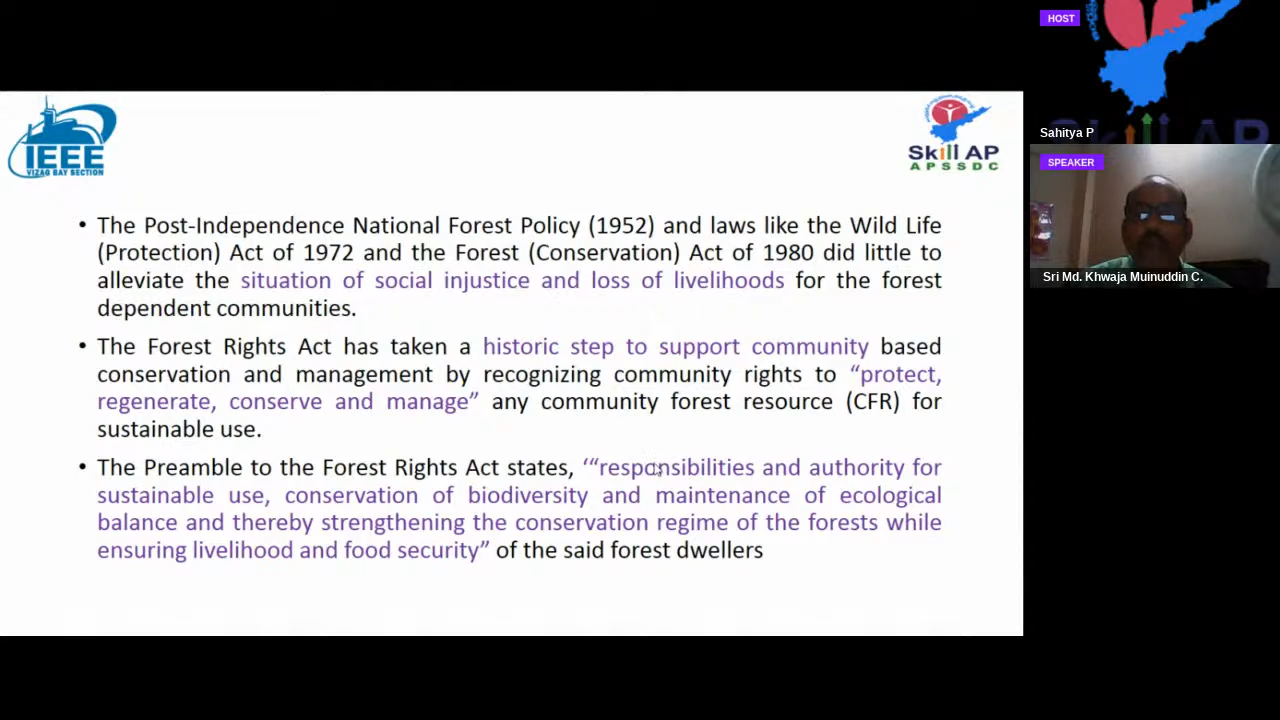 HOST
Sahitya P
SPEAKER
Sri Md. Khwaja Muinuddin C.
IEEE
VIZAG BAY SECTION
Skill AP
APSSDC
• The Post-Independence National Forest Policy (1952) and laws like the Wild Life
(Protection) Act of 1972 and the Forest (Conservation) Act of 1980 did little to
alleviate the situation of social injustice and loss of livelihoods for the forest
dependent communities.
• The Forest Rights Act has taken a historic step to support community based
conservation and management by recognizing community rights to “protect,
regenerate, conserve and manage” any community forest resource (CFR) for
sustainable use.
• The Preamble to the Forest Rights Act states, ‘“responsibilities and authority for
sustainable use, conservation of biodiversity and maintenance of ecological
balance and thereby strengthening the conservation regime of the forests while
ensuring livelihood and food security” of the said forest dwellers